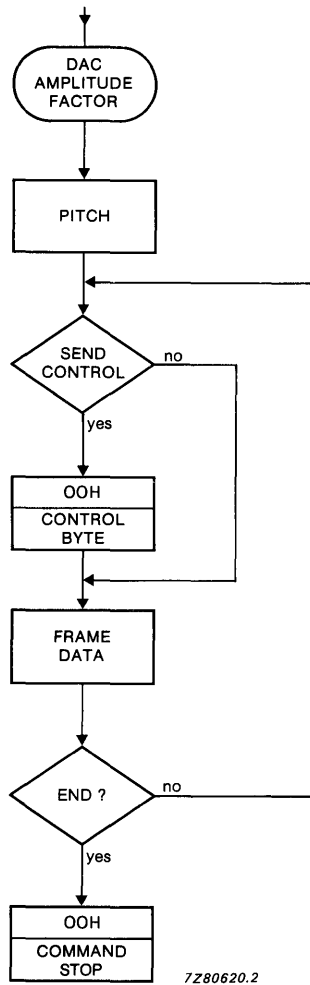 DAC
AMPLITUDE
FACTOR
PITCH
SEND
CONTROL
no
yes
OOH
CONTROL
BYTE
FRAME
DATA
END ?
no
yes
OOH
COMMAND
STOP
7Z80620.2